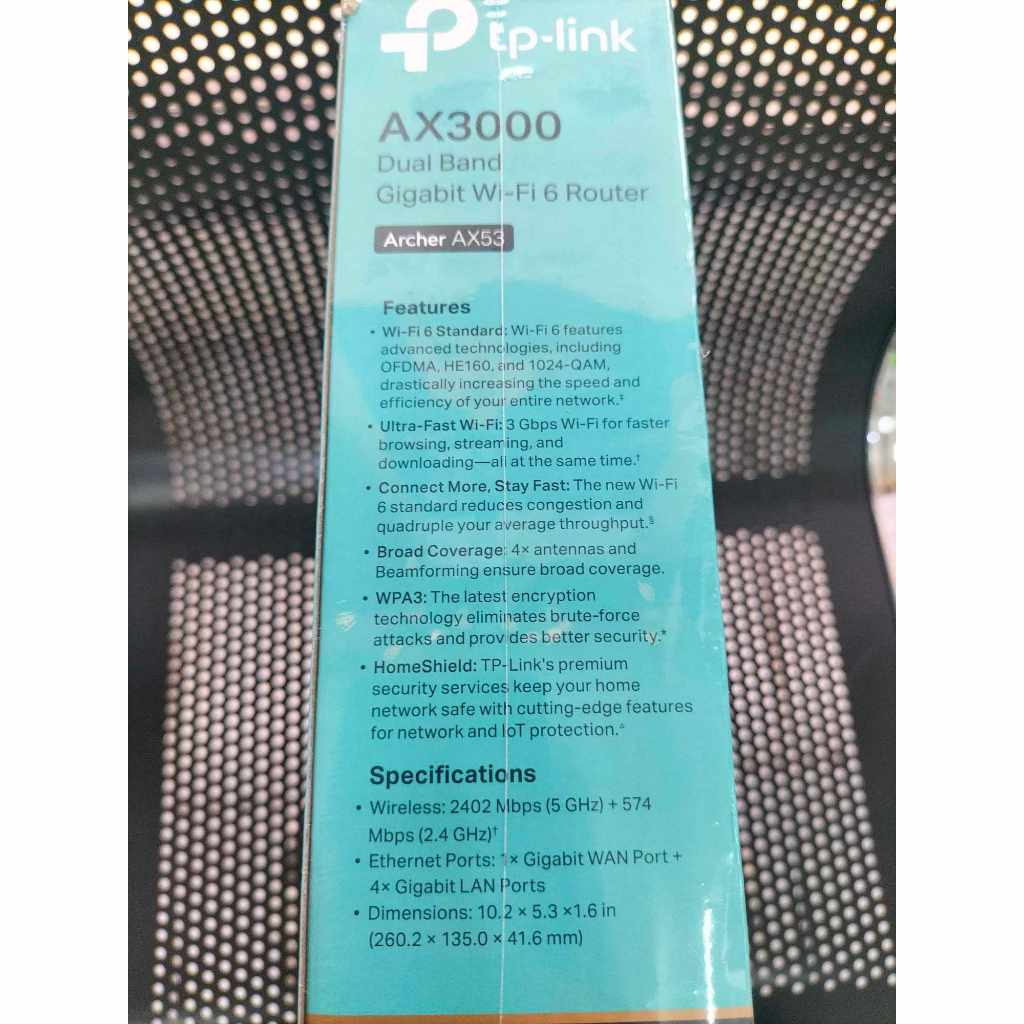 tp-link
AX3000
Dual Band
Gigabit Wi-Fi 6 Router
Archer AX53
Features
• Wi-Fi 6 Standard: Wi-Fi 6 features
advanced technologies, including
OFDMA, HE160, and 1024-QAM,
drastically increasing the speed and
efficiency of your entire network.‡
• Ultra-Fast Wi-Fi: 3 Gbps Wi-Fi for faster
browsing, streaming, and
downloading—all at the same time.†
• Connect More, Stay Fast: The new Wi-Fi
6 standard reduces congestion and
quadruple your average throughput.§
• Broad Coverage: 4× antennas and
Beamforming ensure broad coverage.
• WPA3: The latest encryption
technology eliminates brute-force
attacks and provides better security.*
• HomeShield: TP-Link's premium
security services keep your home
network safe with cutting-edge features
for network and IoT protection.△
Specifications
• Wireless: 2402 Mbps (5 GHz) + 574
Mbps (2.4 GHz)†
• Ethernet Ports: 1× Gigabit WAN Port +
4× Gigabit LAN Ports
• Dimensions: 10.2 × 5.3 ×1.6 in
(260.2 × 135.0 × 41.6 mm)